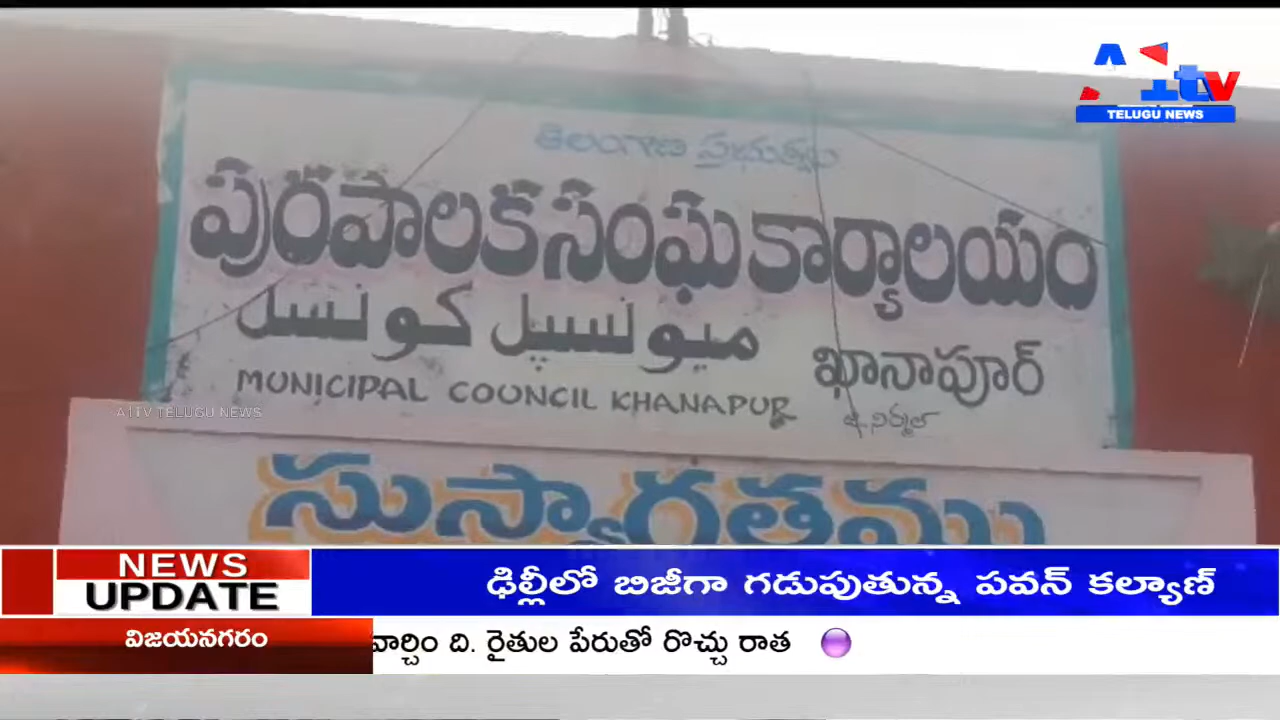 A1tv
TELUGU NEWS
తెలంగాణ ప్రభుత్వం
పురపాలక సంఘ కార్యాలయం
میونسپل کونسل
ఖానాపూర్
MUNICIPAL COUNCIL KHANAPUR
జి.నిర్మల్
A1TV TELUGU NEWS
సుస్వాగతము
NEWS
UPDATE
ఢిల్లీలో బిజీగా గడుపుతున్న పవన్ కల్యాణ్
విజయనగరం
వార్చిం ది. రైతుల పేరుతో రొచ్చు రాత